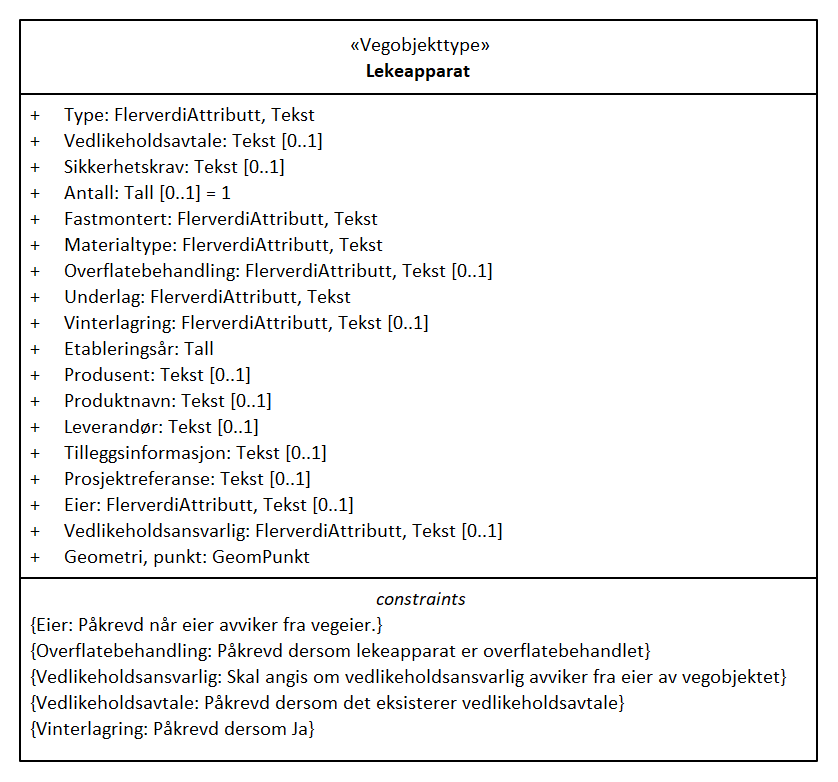 «Vegobjekttype»
Lekeapparat
+ Type: FlerverdiAttributt, Tekst
+ Vedlikeholdsavtale: Tekst [0..1]
+ Sikkerhetskrav: Tekst [0..1]
+ Antall: Tall [0..1] = 1
+ Fastmontert: FlerverdiAttributt, Tekst
+ Materialtype: FlerverdiAttributt, Tekst
+ Overflatebehandling: FlerverdiAttributt, Tekst [0..1]
+ Underlag: FlerverdiAttributt, Tekst
+ Vinterlagring: FlerverdiAttributt, Tekst [0..1]
+ Etableringsår: Tall
+ Produsent: Tekst [0..1]
+ Produktnavn: Tekst [0..1]
+ Leverandør: Tekst [0..1]
+ Tilleggsinformasjon: Tekst [0..1]
+ Prosjektreferanse: Tekst [0..1]
+ Eier: FlerverdiAttributt, Tekst [0..1]
+ Vedlikeholdsansvarlig: FlerverdiAttributt, Tekst [0..1]
+ Geometri, punkt: GeomPunkt
constraints
{Eier: Påkrevd når eier avviker fra vegeier.}
{Overflatebehandling: Påkrevd dersom lekeapparat er overflatebehandlet}
{Vedlikeholdsansvarlig: Skal angis om vedlikeholdsansvarlig avviker fra eier av vegobjektet}
{Vedlikeholdsavtale: Påkrevd dersom det eksisterer vedlikeholdsavtale}
{Vinterlagring: Påkrevd dersom Ja}